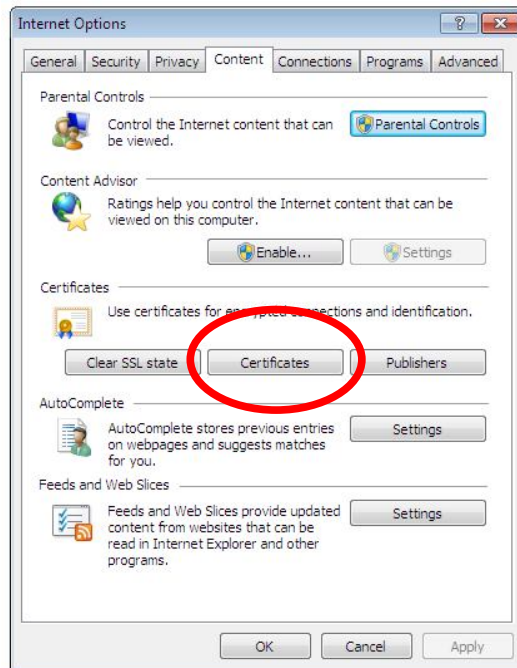 Internet Options
General Security Privacy Content Connections Programs Advanced
Parental Controls
Control the Internet content that can
be viewed.
Parental Controls
Content Advisor
Ratings help you control the Internet content that can be
viewed on this computer.
Enable... Settings
Certificates
Use certificates for encrypted connections and identification.
Clear SSL state Certificates Publishers
AutoComplete
AutoComplete stores previous entries
on webpages and suggests matches
for you.
Settings
Feeds and Web Slices
Feeds and Web Slices provide updated
content from websites that can be
read in Internet Explorer and other
programs.
Settings
OK Cancel Apply